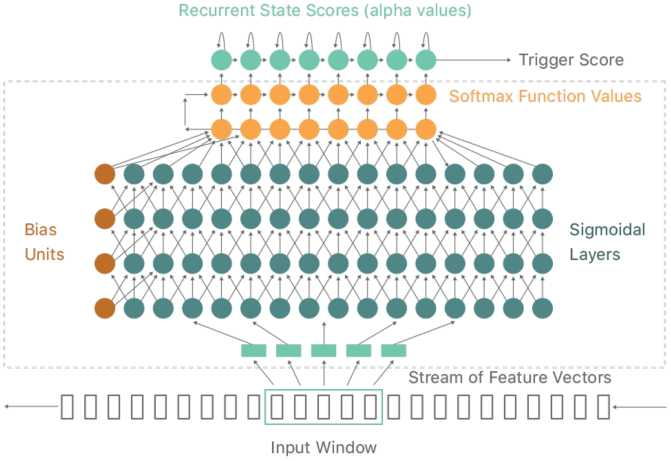 Recurrent State Scores (alpha values)
Trigger Score
Softmax Function Values
Bias
Units
Sigmoidal
Layers
Stream of Feature Vectors
Input Window